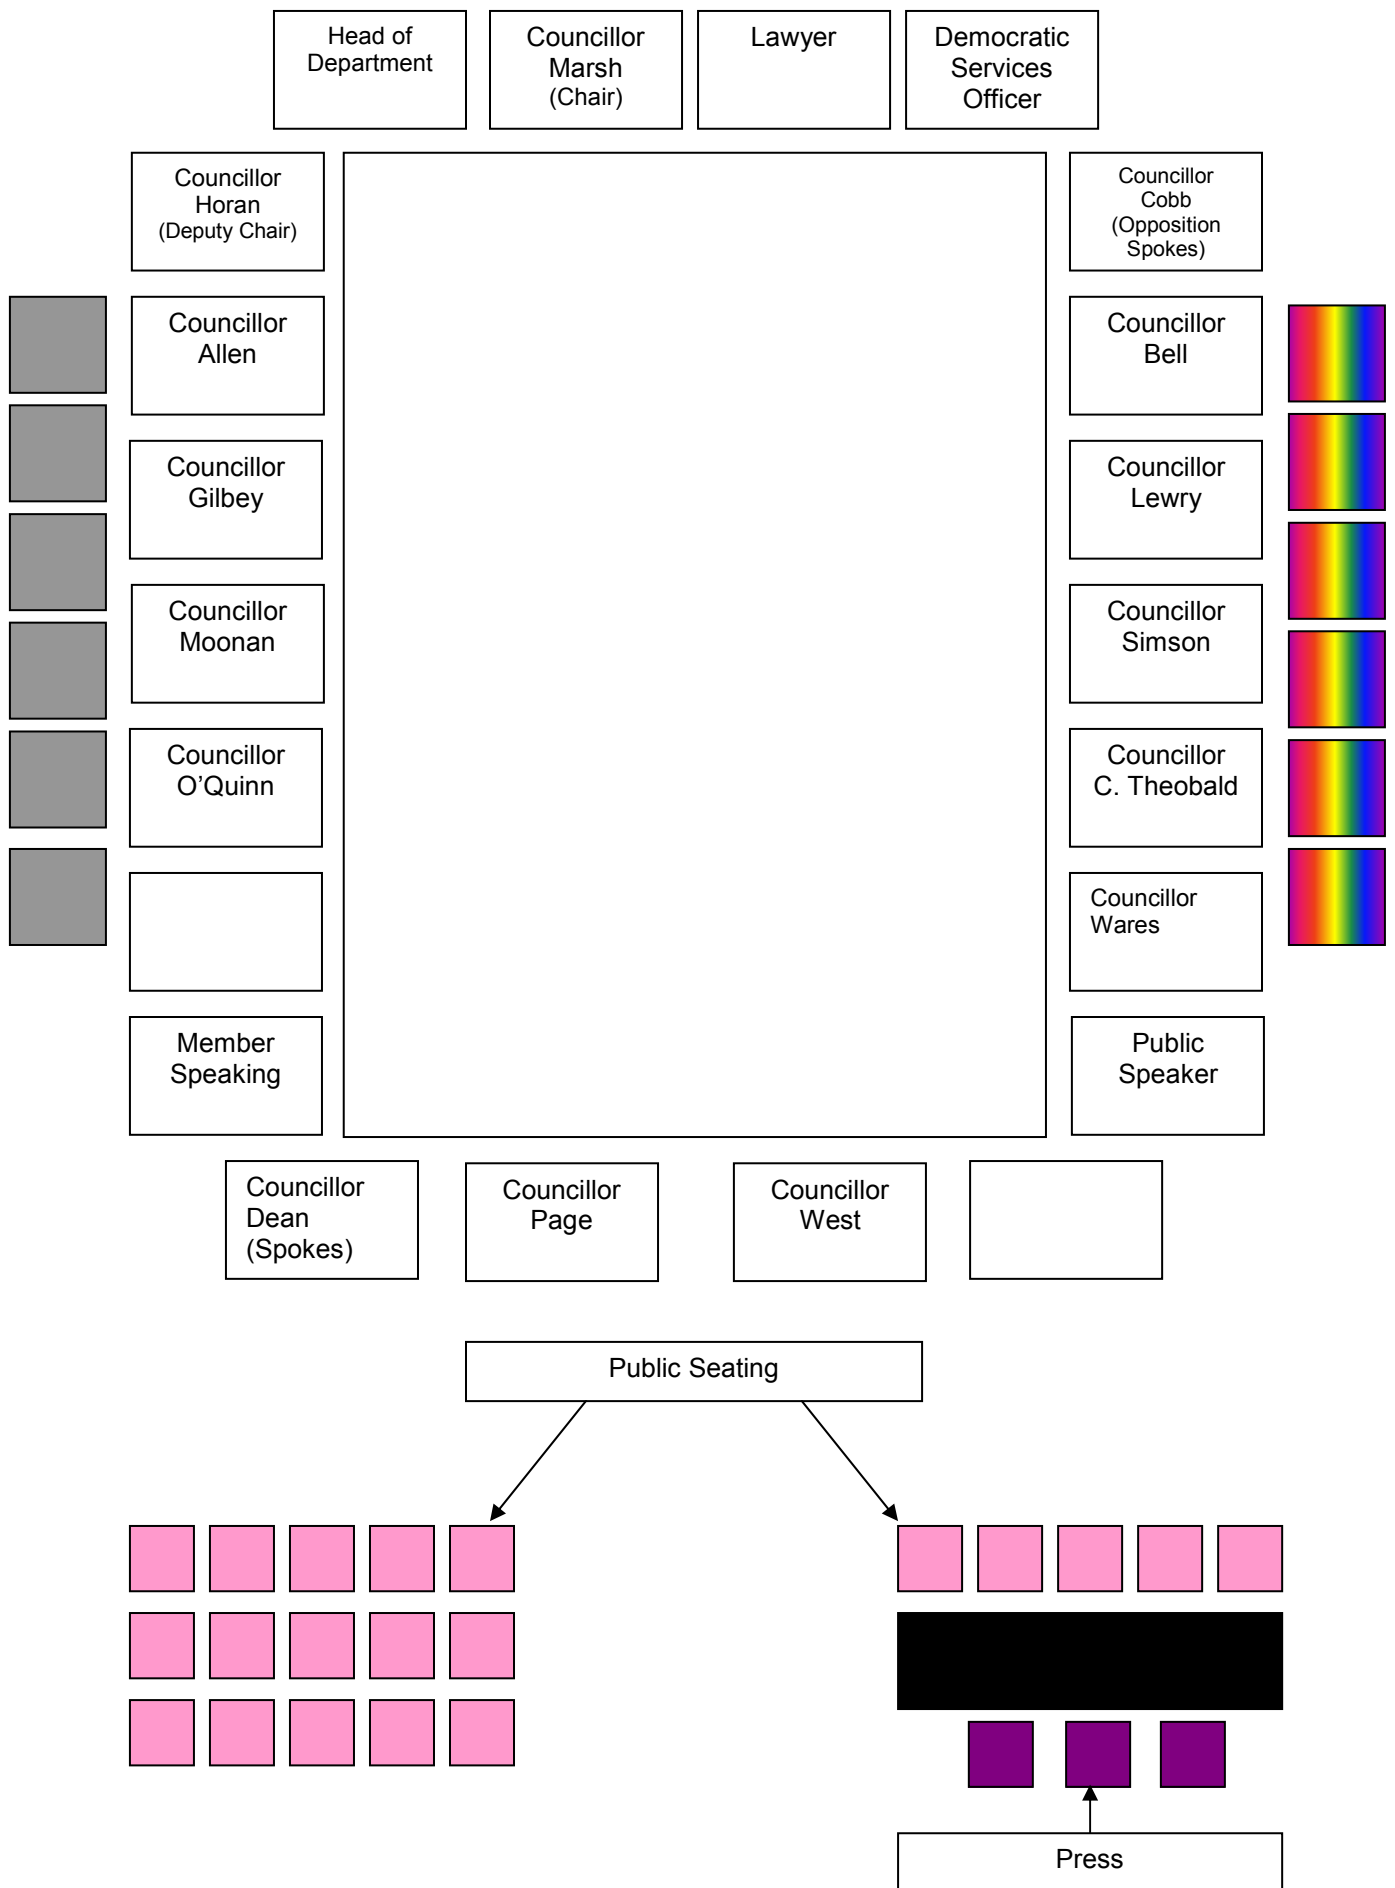 Head of
Department
Councillor
Marsh
(Chair)
Lawyer
Democratic
Services
Officer
Councillor
Horan
(Deputy Chair)
Councillor
Cobb
(Opposition
Spokes)
Councillor
Allen
Councillor
Bell
Councillor
Gilbey
Councillor
Lewry
Councillor
Moonan
Councillor
Simson
Councillor
O’Quinn
Councillor
C. Theobald
Councillor
Wares
Member
Speaking
Public
Speaker
Councillor
Dean
(Spokes)
Councillor
Page
Councillor
West
Public Seating
Press